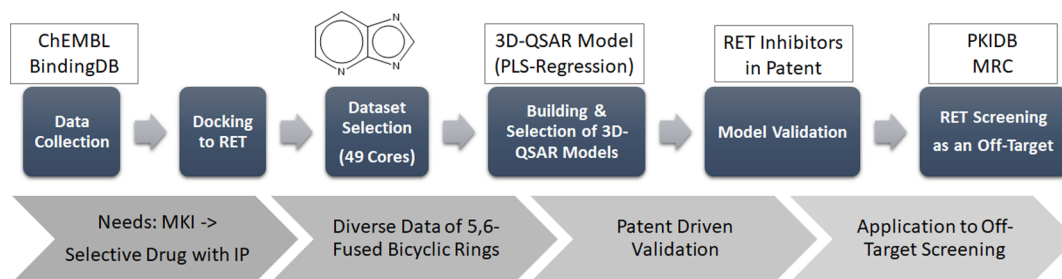 ChEMBL
BindingDB
N
N
N
3D-QSAR Model
(PLS-Regression)
RET Inhibitors
in Patent
PKIDB
MRC
Data
Collection
Docking
to RET
Dataset
Selection
(49 Cores)
Building &
Selection of 3D-
QSAR Models
Model Validation
RET Screening
as an Off-Target
Needs: MKI ->
Selective Drug with IP
Diverse Data of 5,6-
Fused Bicyclic Rings
Patent Driven
Validation
Application to Off-
Target Screening